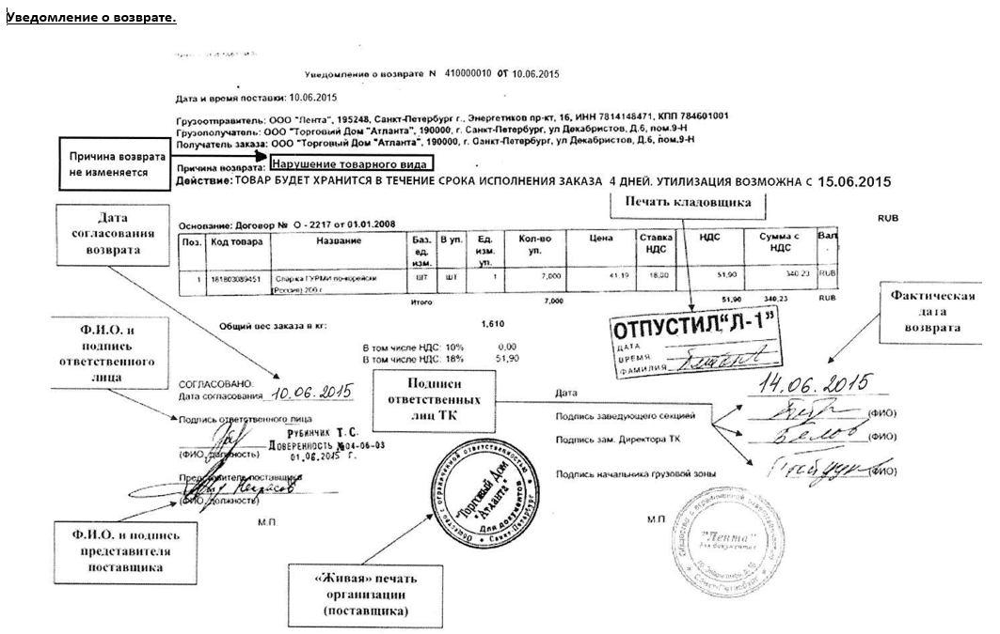 Уведомление о возврате.
Уведомление о возврате N 410000010 от 10.06.2015
Дата и время поставки: 10.06.2015
Грузоотправитель: ООО "Лента", 195248, Санкт-Петербург г., Энергетиков пр-кт, 16, ИНН 7814148471, КПП 784601001
Грузополучатель: ООО "Торговый Дом "Атланта", 190000, г. Санкт-Петербург, ул Декабристов, Д.6, пом.9-Н
Получатель заказа: ООО "Торговый Дом "Атланта", 190000, г. Санкт-Петербург, ул Декабристов, Д.6, пом.9-Н
Причина возврата не изменяется
Причина возврата: Нарушение товарного вида
Действие: ТОВАР БУДЕТ ХРАНИТСЯ В ТЕЧЕНИЕ СРОКА ИСПОЛНЕНИЯ ЗАКАЗА 4 ДНЕЙ. УТИЛИЗАЦИЯ ВОЗМОЖНА С 15.06.2015
Печать кладовщика
Дата согласования возврата
RUB
Основание: Договор № О - 2217 от 01.01.2008
Поз. Код товара Название Баз. ед. изм. В уп. Ед. изм. уп. Кол-во уп. Цена Ставка НДС НДС Сумма с НДС Вал.
1 181803089451 Спаржа ГУРМИ по-корейски (Россия) 200 г ШТ ШТ 1 7,000 41,19 18,00 51,90 340,23 RUB
Итого 7,000 51,90 340,23 RUB
Фактическая дата возврата
Общий вес заказа в кг: 1,610
ОТПУСТИЛ "Л-1"
ДАТА
ВРЕМЯ
ФАМИЛИЯ
Ф.И.О. и подпись ответственного лица
В том числе НДС: 10% 0,00
В том числе НДС: 18% 51,90
СОГЛАСОВАНО:
Дата согласования 10.06.2015
Подписи ответственных лиц ТК
Дата 14.06.2015
Подпись ответственного лица
Рубинчик Т.С.
Доверенность №04-06-03
01.06.2015 г.
(ФИО, должность)
Подпись заведующего секцией (ФИО)
Подпись зам. Директора ТК Белов (ФИО)
Подпись начальника грузовой зоны (ФИО)
Представитель поставщика
Некрасов
(ФИО, должность)
М.П.
Общество с ограниченной ответственностью
"Торговый Дом "Атланта"
Для документов
Санкт-Петербург
М.П
Общество с ограниченной ответственностью
"Лента"
Для документов
Санкт-Петербург
Ф.И.О. и подпись представителя поставщика
«Живая» печать организации (поставщика)